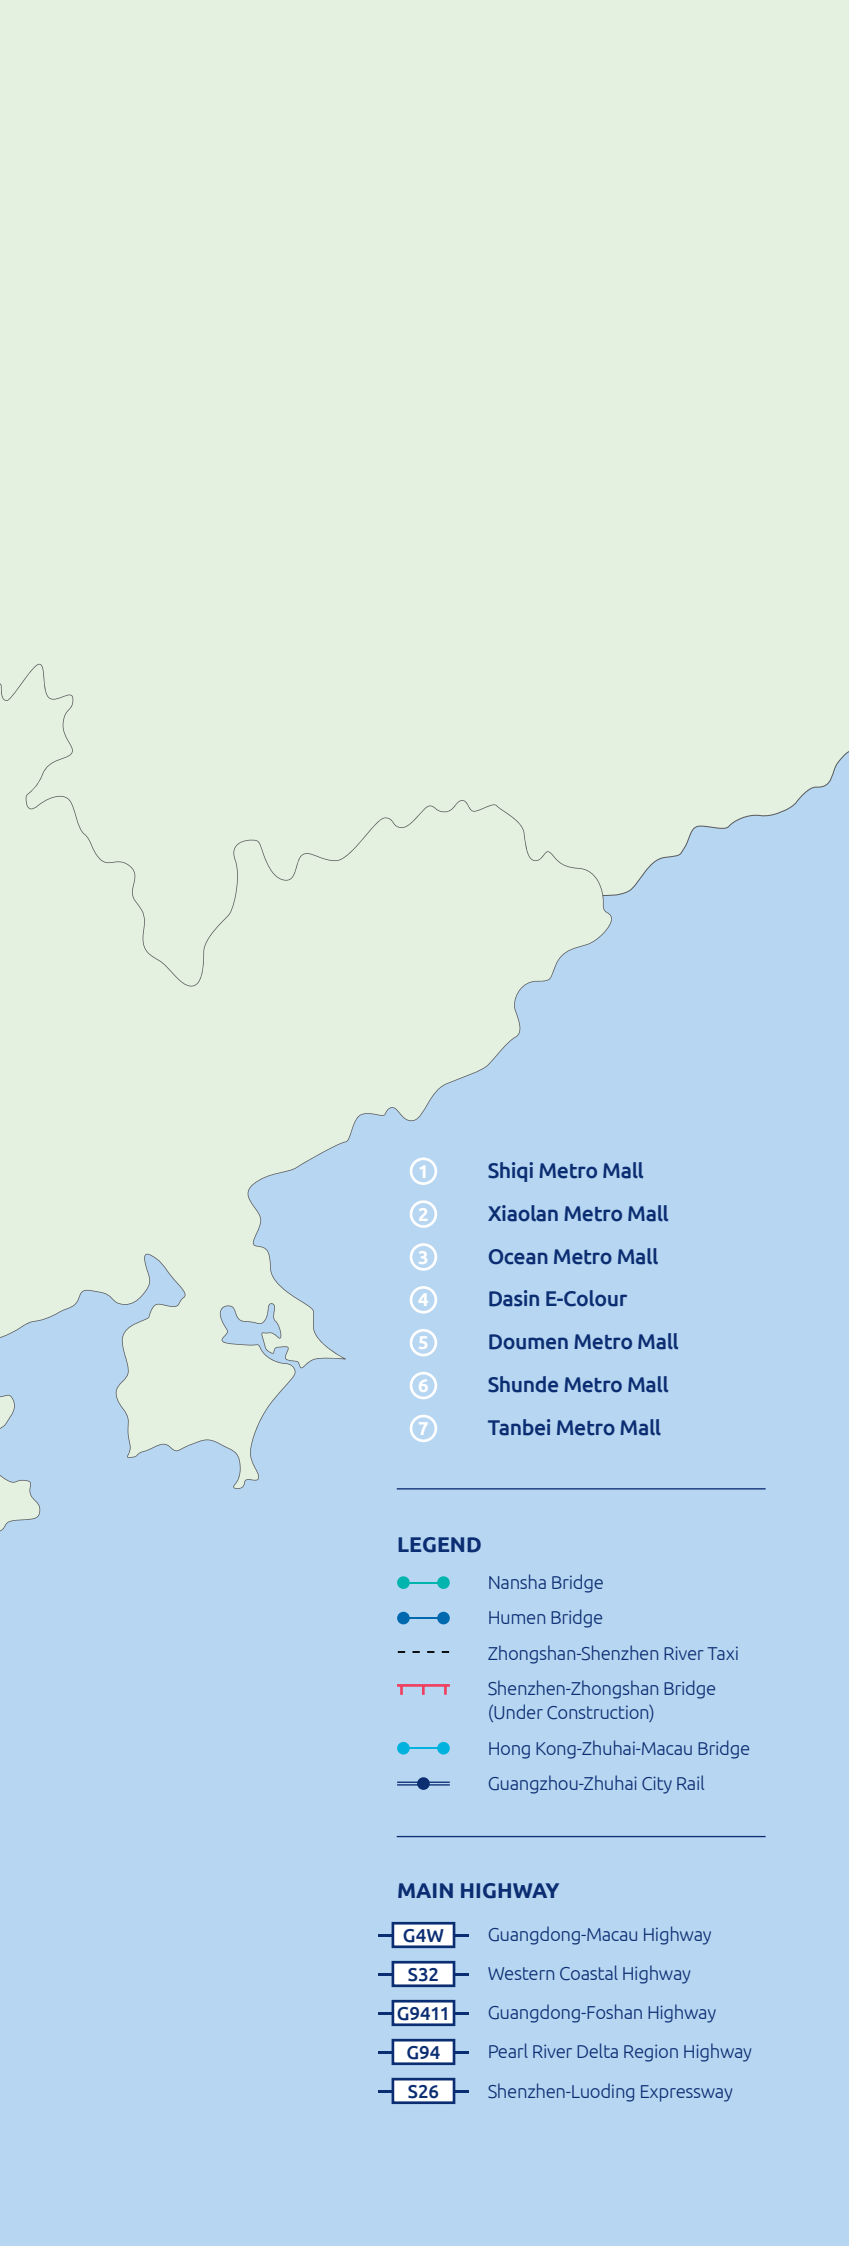 1 Shiqi Metro Mall
2 Xiaolan Metro Mall
3 Ocean Metro Mall
4 Dasin E-Colour
5 Doumen Metro Mall
6 Shunde Metro Mall
7 Tanbei Metro Mall
LEGEND
Nansha Bridge
Humen Bridge
Zhongshan-Shenzhen River Taxi
Shenzhen-Zhongshan Bridge
(Under Construction)
Hong Kong-Zhuhai-Macau Bridge
Guangzhou-Zhuhai City Rail
MAIN HIGHWAY
G4W Guangdong-Macau Highway
S32 Western Coastal Highway
G9411 Guangdong-Foshan Highway
G94 Pearl River Delta Region Highway
S26 Shenzhen-Luoding Expressway